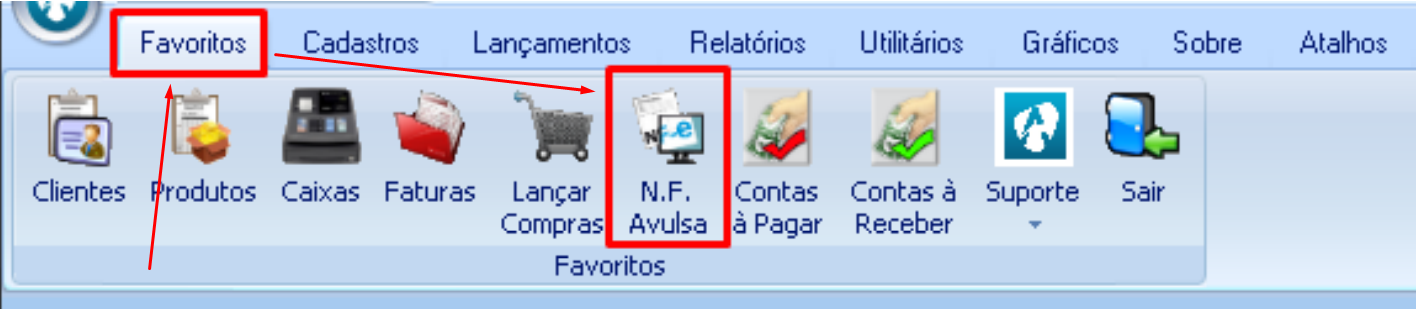 Favoritos Cadastros Lançamentos Relatórios Utilitários Gráficos Sobre Atalhos
Clientes Produtos Caixas Faturas Lançar Compras N.F. Avulsa Contas à Pagar Contas à Receber Suporte Sair
Favoritos